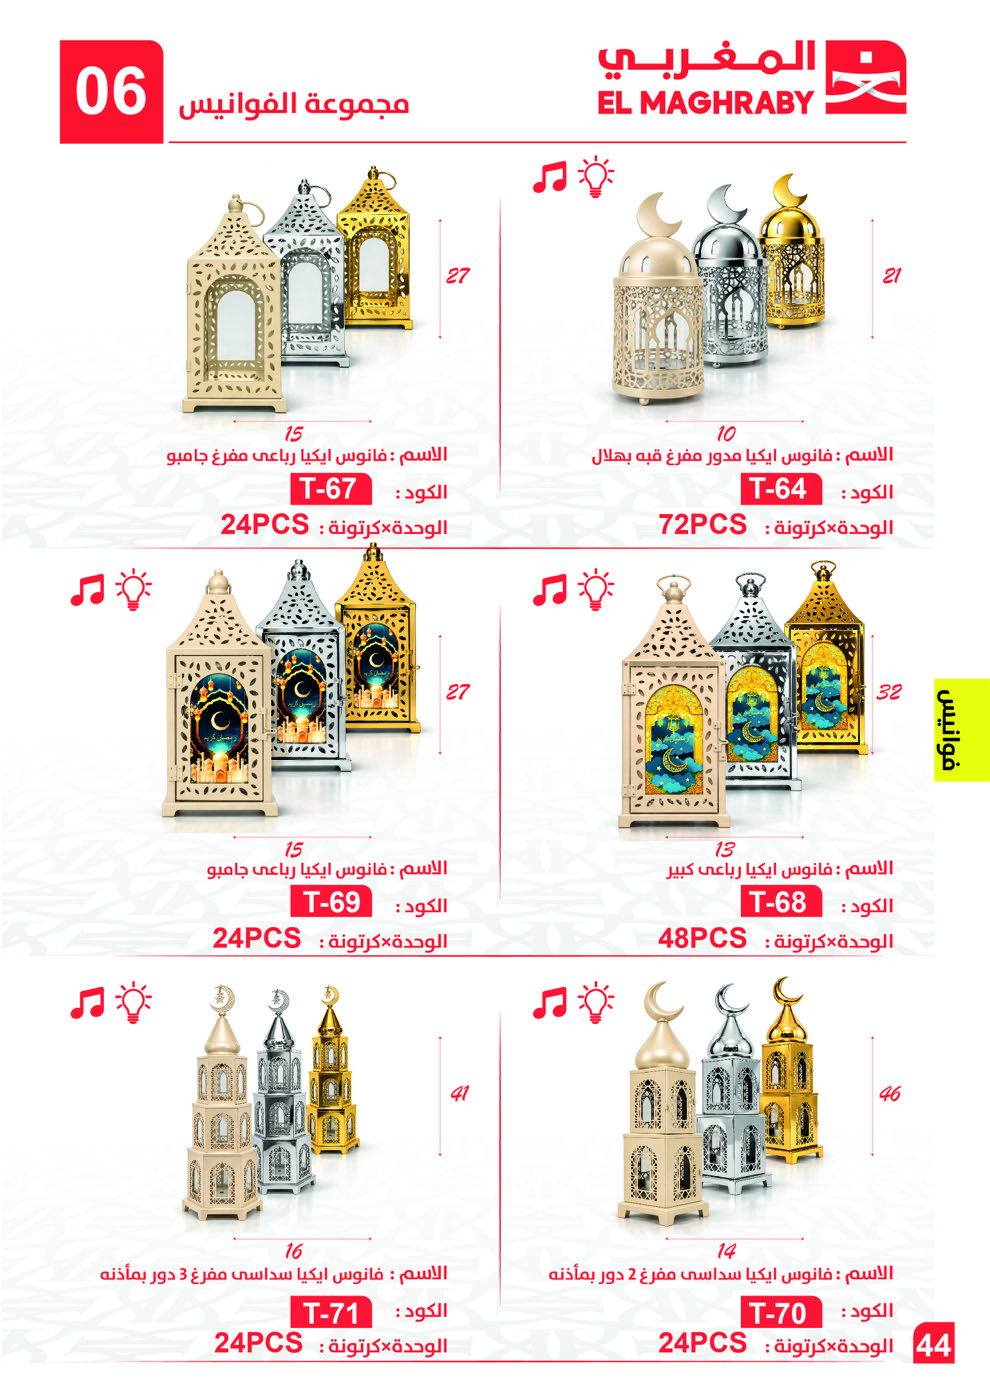 المغربي
EL MAGHRABY
06
مجموعة الفوانيس
21
10
الاسم : فانوس ايكيا مدور مفرغ قبه بهلال
الكود : T-64
الوحدة×كرتونة : 72PCS
27
15
الاسم : فانوس ايكيا رباعى مفرغ جامبو
الكود : T-67
الوحدة×كرتونة : 24PCS
32
13
الاسم : فانوس ايكيا رباعى كبير
الكود : T-68
الوحدة×كرتونة : 48PCS
27
15
الاسم : فانوس ايكيا رباعى جامبو
الكود : T-69
الوحدة×كرتونة : 24PCS
فوانيس
46
14
الاسم : فانوس ايكيا سداسى مفرغ 2 دور بمأذنه
الكود : T-70
الوحدة×كرتونة : 24PCS
41
16
الاسم : فانوس ايكيا سداسى مفرغ 3 دور بمأذنه
الكود : T-71
الوحدة×كرتونة : 24PCS
44